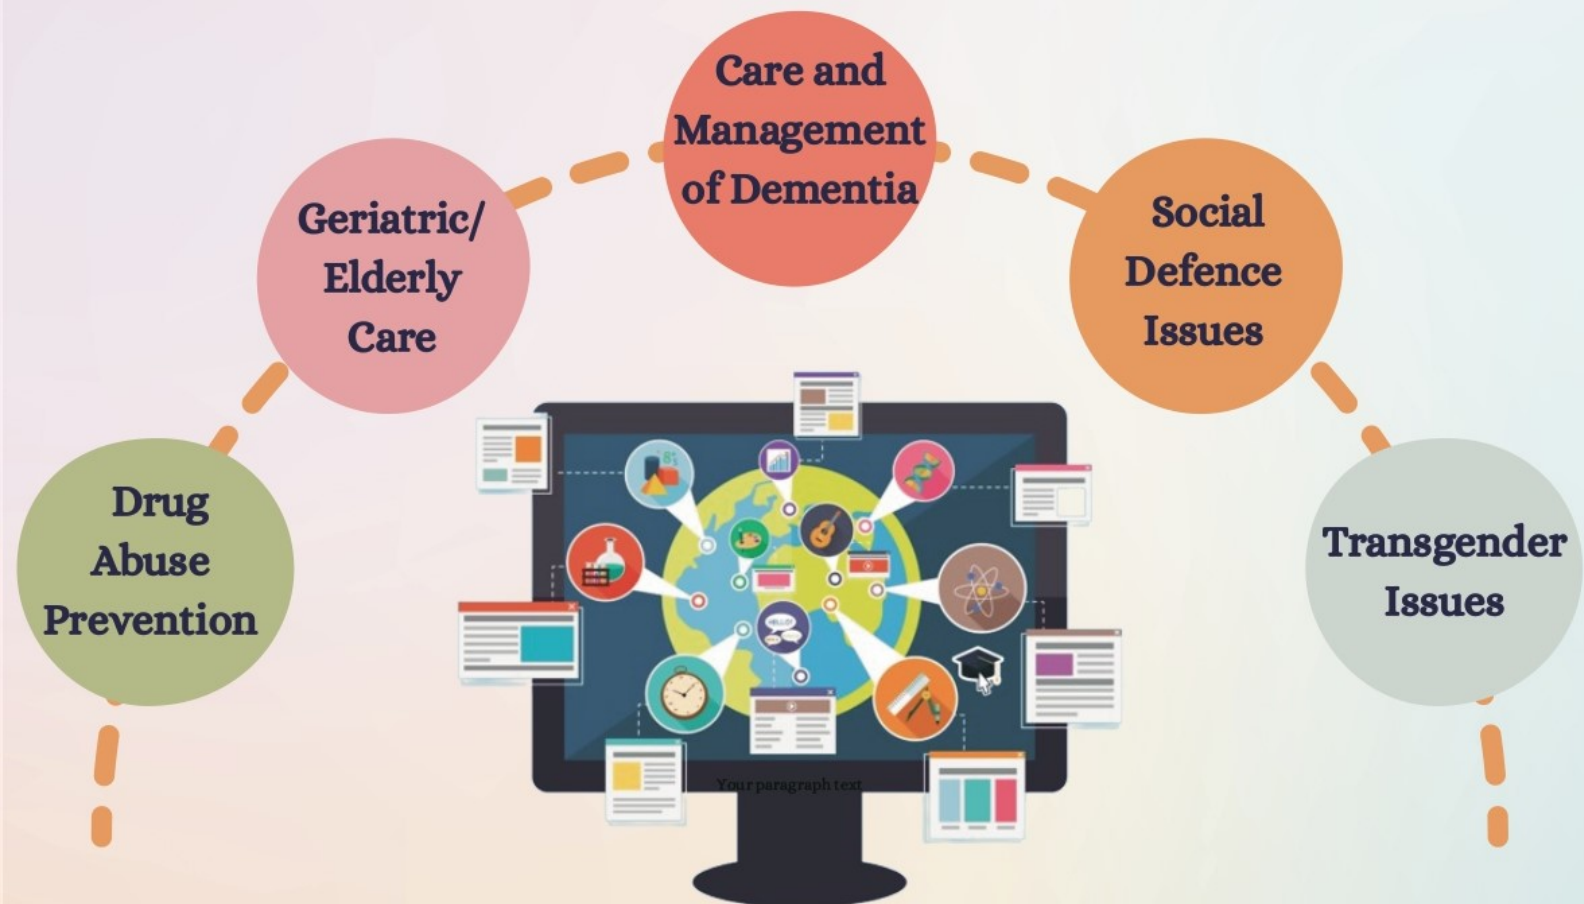 Care and
Management
of Dementia
Geriatric/
Elderly
Care
Social
Defence
Issues
Drug
Abuse
Prevention
Transgender
Issues
HELLO!
Your paragraph text